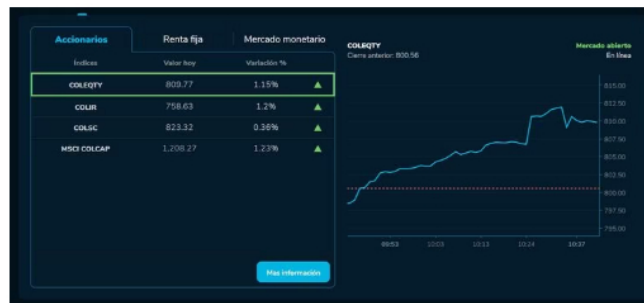 Accionarios Renta fija Mercado monetario
Índices Valor hoy Variación %
COLEQTY 809.77 1.15%
COLIR 758.63 1.2%
COLSC 823.32 0.36%
MSCI COLCAP 1,208.27 1.23%
Mas información
COLEQTY Mercado abierto
Cierre anterior: 800.56 En línea
815.00
812.50
810.00
807.50
805.00
802.50
800.00
797.50
795.00
09:53 10:03 10:13 10:24 10:37